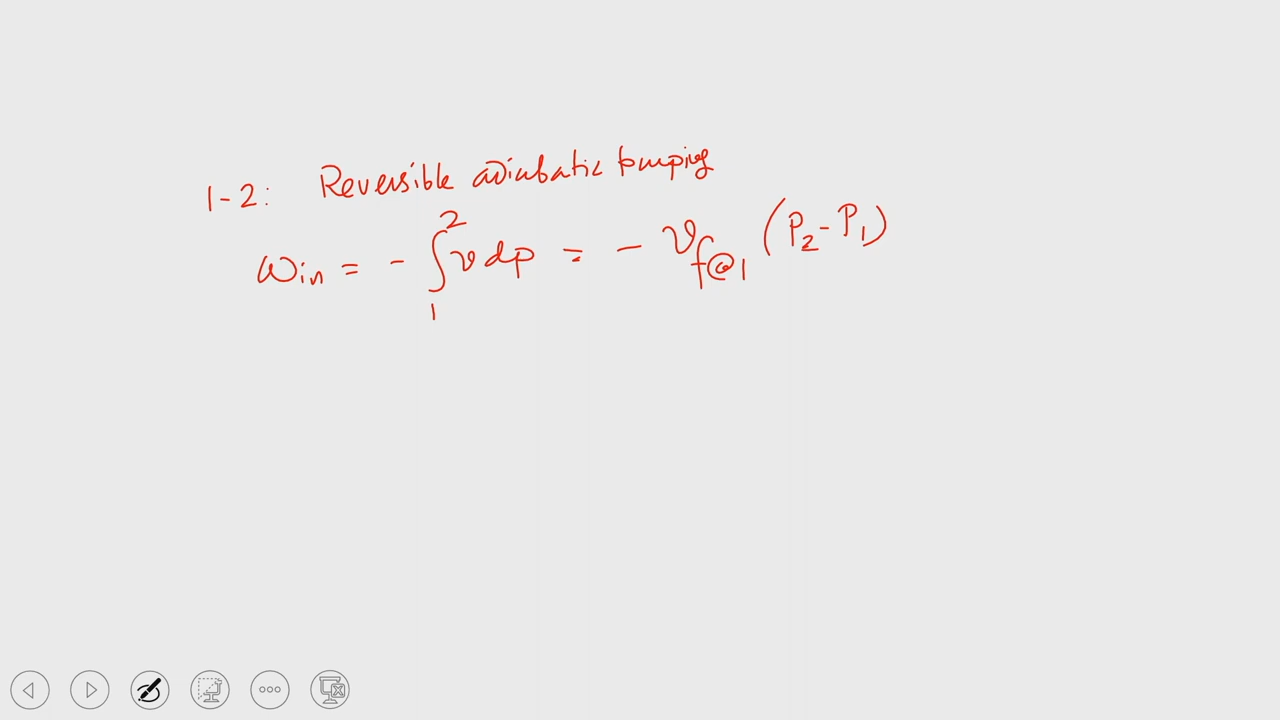 1-2: Reversible adiabatic pumping
win = - ∫₁² v dp = - v_f@1 (P₂ - P₁)